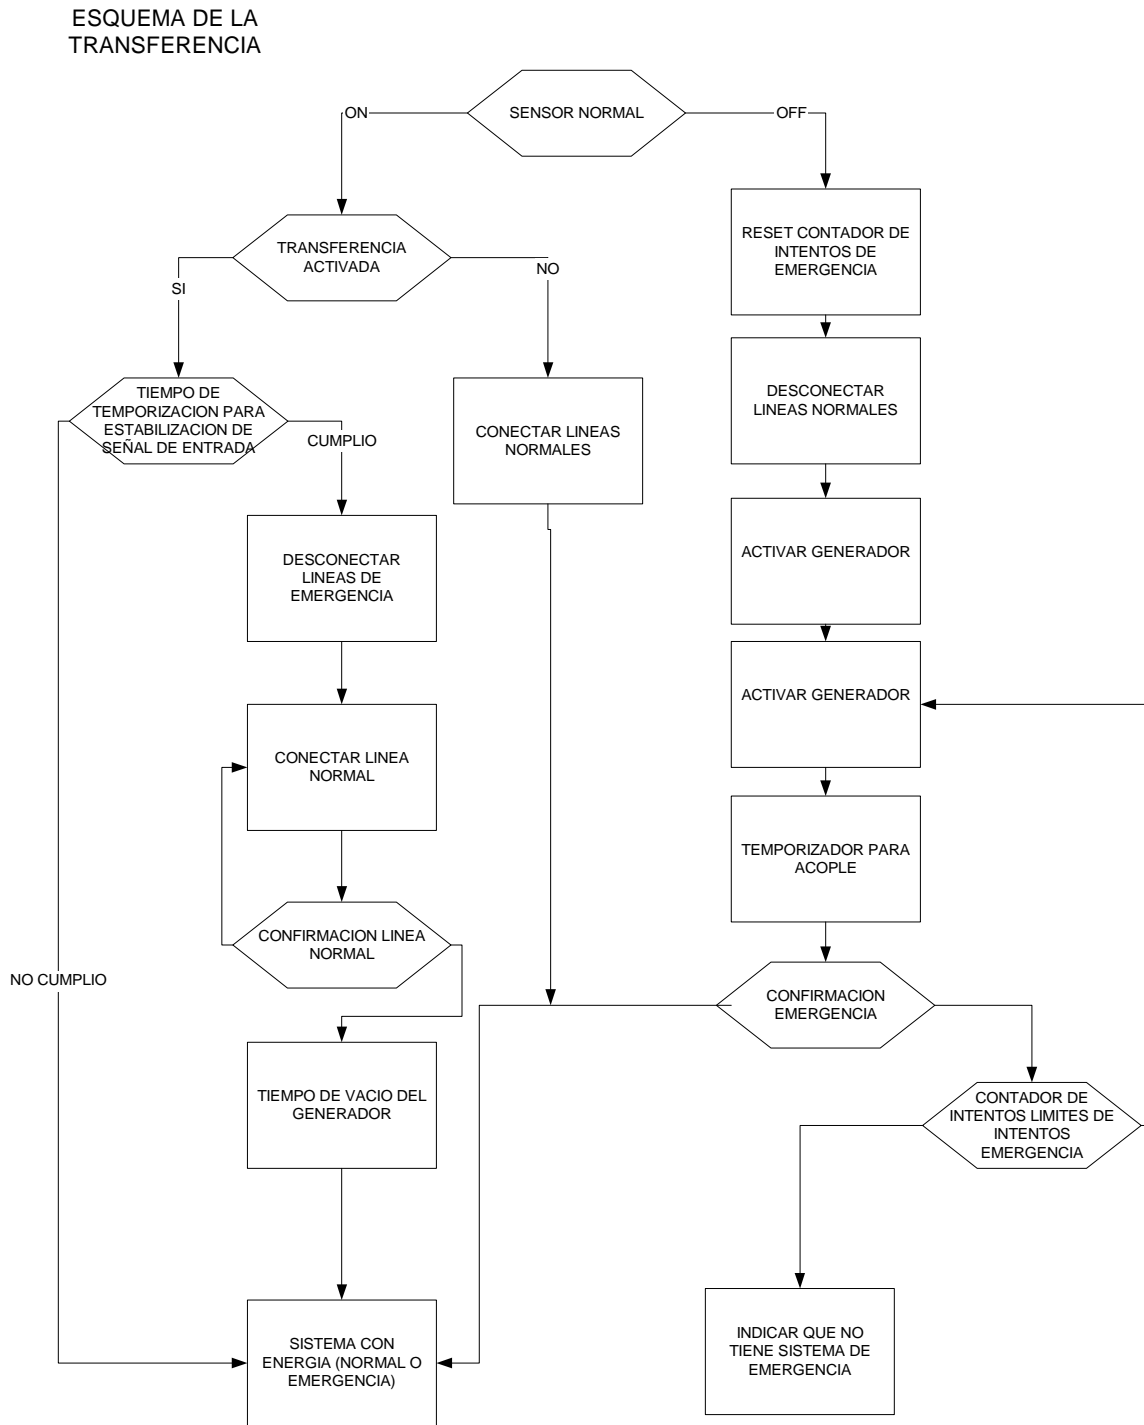 ESQUEMA DE LA
TRANSFERENCIA
SENSOR NORMAL
ON
OFF
TRANSFERENCIA
ACTIVADA
SI
NO
RESET CONTADOR DE
INTENTOS DE
EMERGENCIA
TIEMPO DE
TEMPORIZACION PARA
ESTABILIZACION DE
SEÑAL DE ENTRADA
CUMPLIO
NO CUMPLIO
CONECTAR LINEAS
NORMALES
DESCONECTAR
LINEAS NORMALES
DESCONECTAR
LINEAS DE
EMERGENCIA
ACTIVAR GENERADOR
ACTIVAR GENERADOR
CONECTAR LINEA
NORMAL
TEMPORIZADOR PARA
ACOPLE
CONFIRMACION LINEA
NORMAL
CONFIRMACION
EMERGENCIA
TIEMPO DE VACIO DEL
GENERADOR
CONTADOR DE
INTENTOS LIMITES DE
INTENTOS
EMERGENCIA
SISTEMA CON
ENERGIA (NORMAL O
EMERGENCIA)
INDICAR QUE NO
TIENE SISTEMA DE
EMERGENCIA